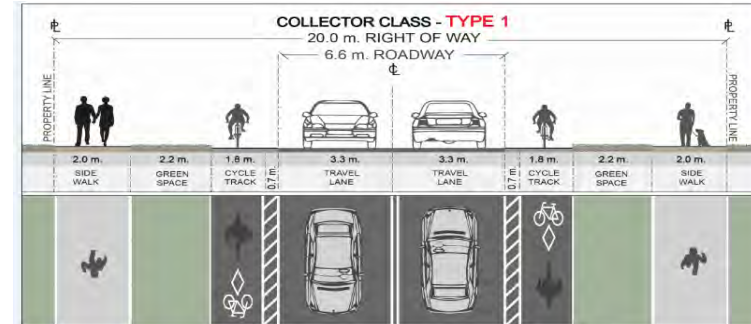 COLLECTOR CLASS - TYPE 1
20.0 m. RIGHT OF WAY
6.6 m. ROADWAY
PROPERTY LINE
PROPERTY LINE
2.0 m. 2.2 m. 1.8 m. 3.3 m. 3.3 m. 1.8 m. 2.2 m. 2.0 m.
0.7 m. 0.7 m.
SIDE GREEN CYCLE TRAVEL TRAVEL CYCLE GREEN SIDE
WALK SPACE TRACK LANE LANE TRACK SPACE WALK